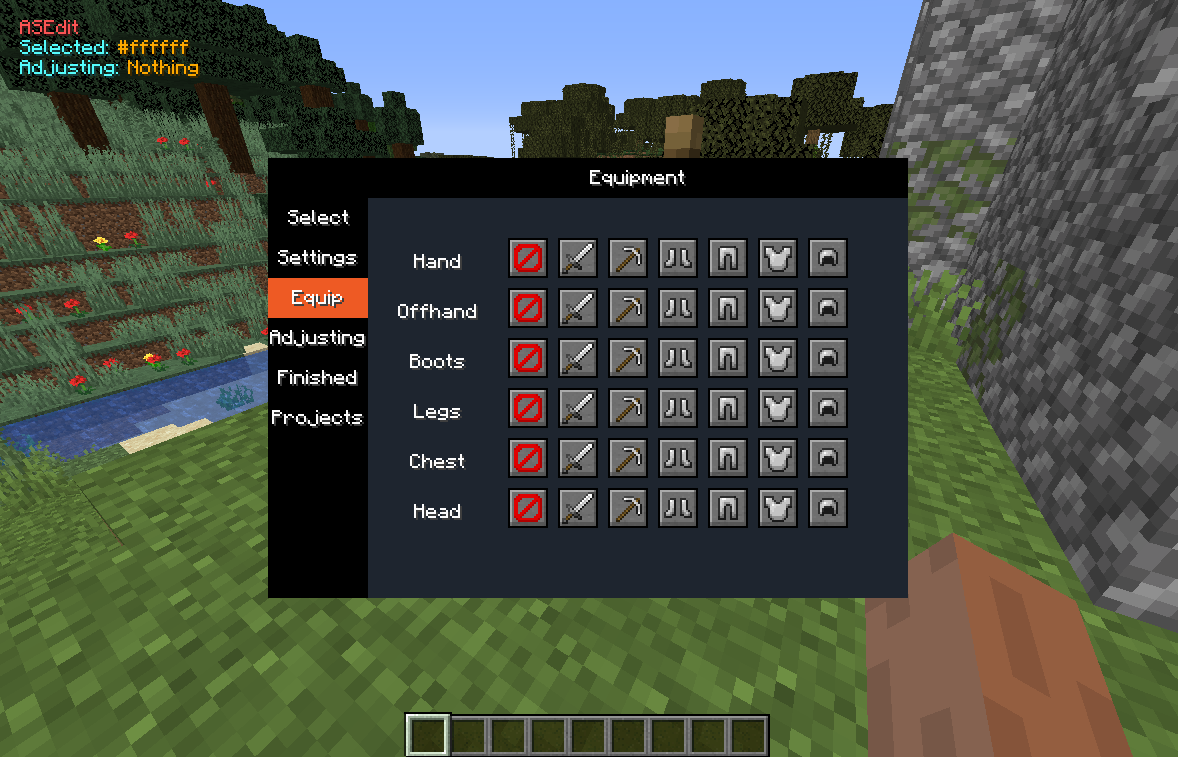 ASEdit
Selected: #ffffff
Adjusting: Nothing
Equipment
Select
Settings
Equip
Adjusting
Finished
Projects
Hand
Offhand
Boots
Legs
Chest
Head